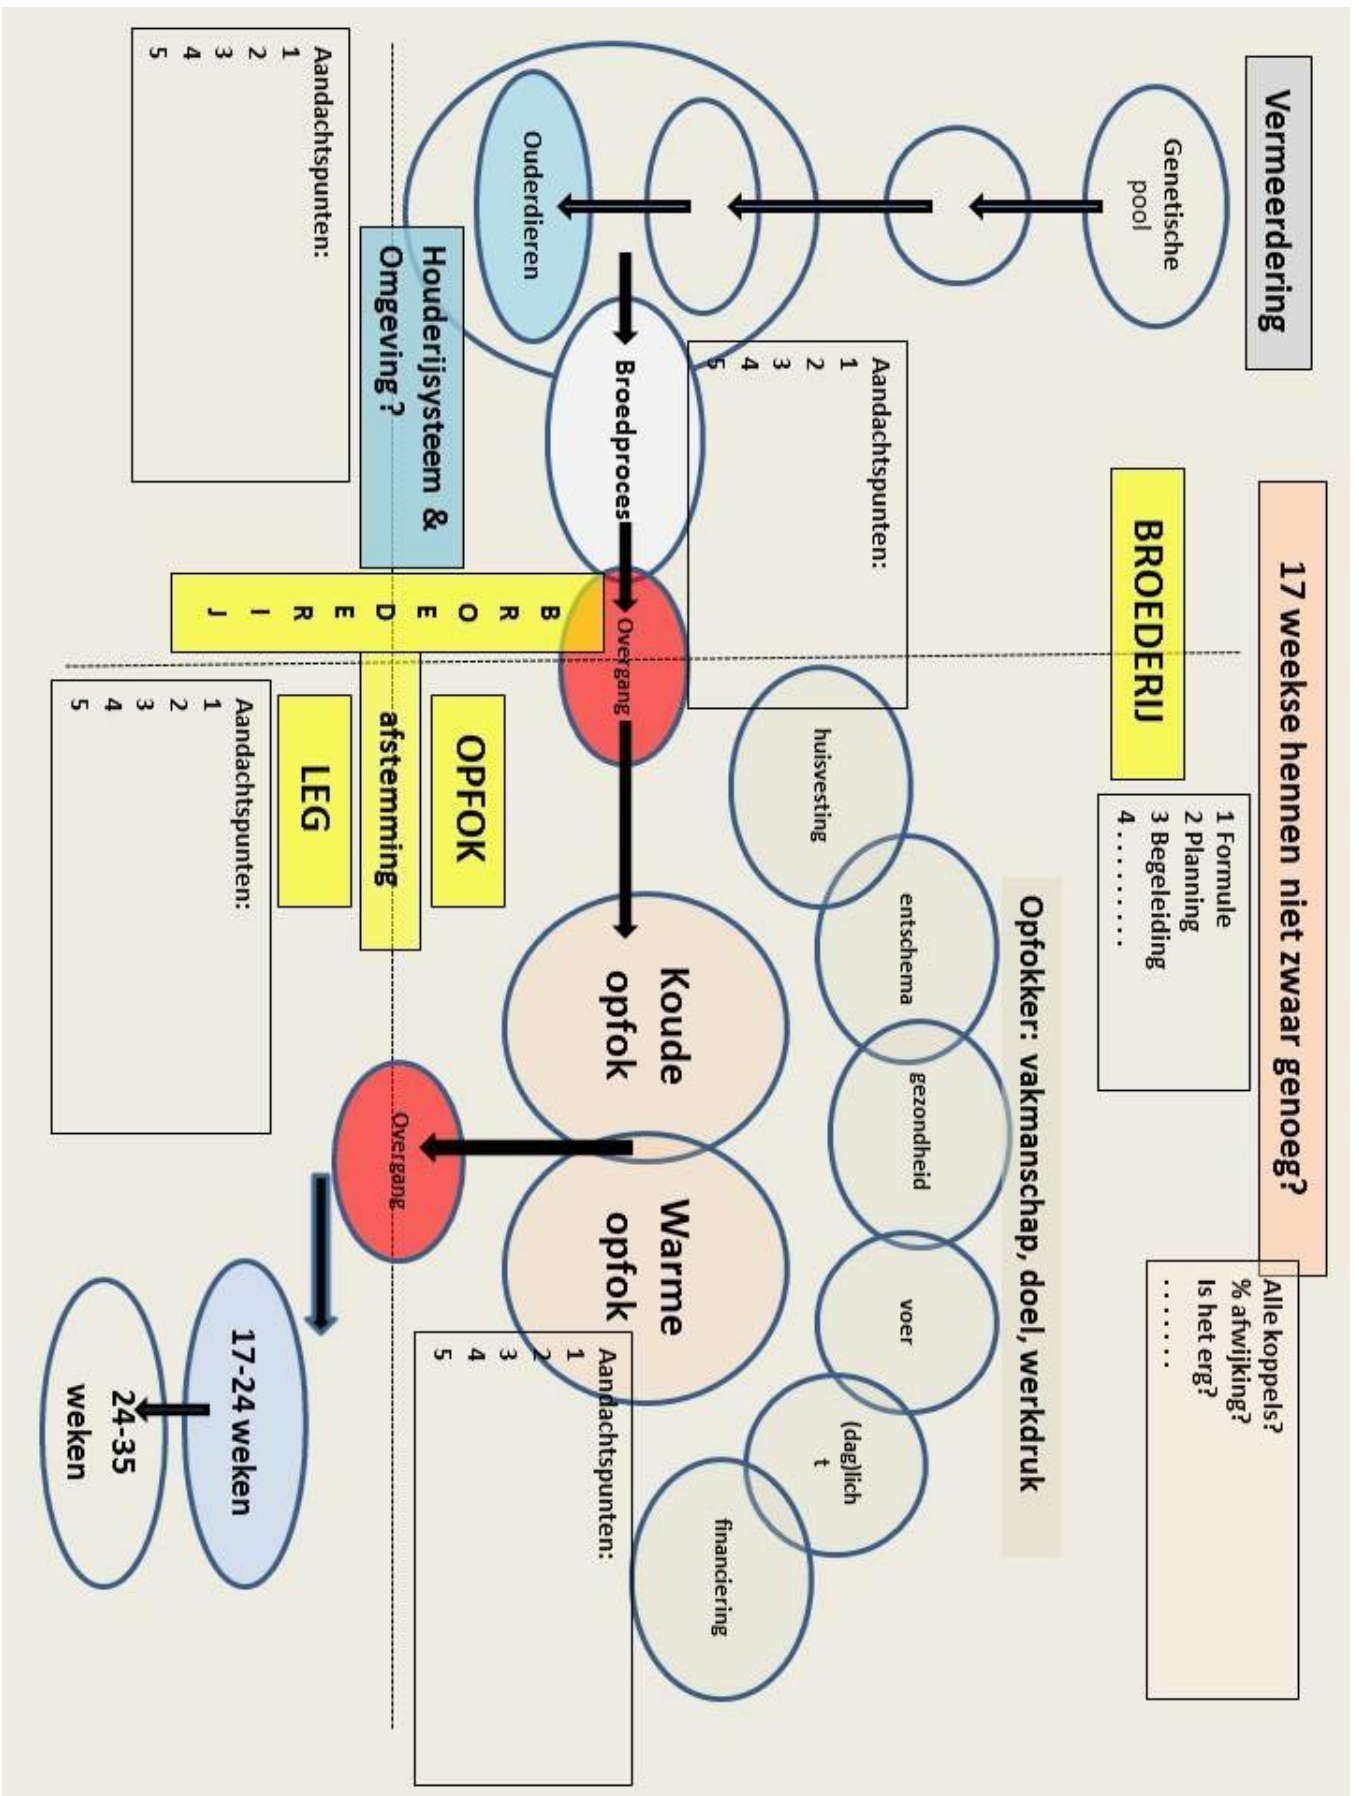 Vermeerdering
17 weekse hennen niet zwaar genoeg?
Alle koppels?
% afwijking?
Is het erg?
. . . . . . .
BROEDERIJ
1 Formule
2 Planning
3 Begeleiding
4 . . . . . . . .
Genetische
pool
Opfokker: vakmanschap, doel, werkdruk
huisvesting
entschema
gezondheid
voer
(dag)lich
t
financiering
Aandachtspunten:
1
2
3
4
5
Ouderdieren
Broedproces
Overgang
Koude
opfok
Warme
opfok
Aandachtspunten:
1
2
3
4
5
Houderijsysteem &
Omgeving ?
B
R
O
E
D
E
R
I
J
OPFOK
afstemming
LEG
Overgang
Aandachtspunten:
1
2
3
4
5
Aandachtspunten:
1
2
3
4
5
17-24 weken
24-35
weken